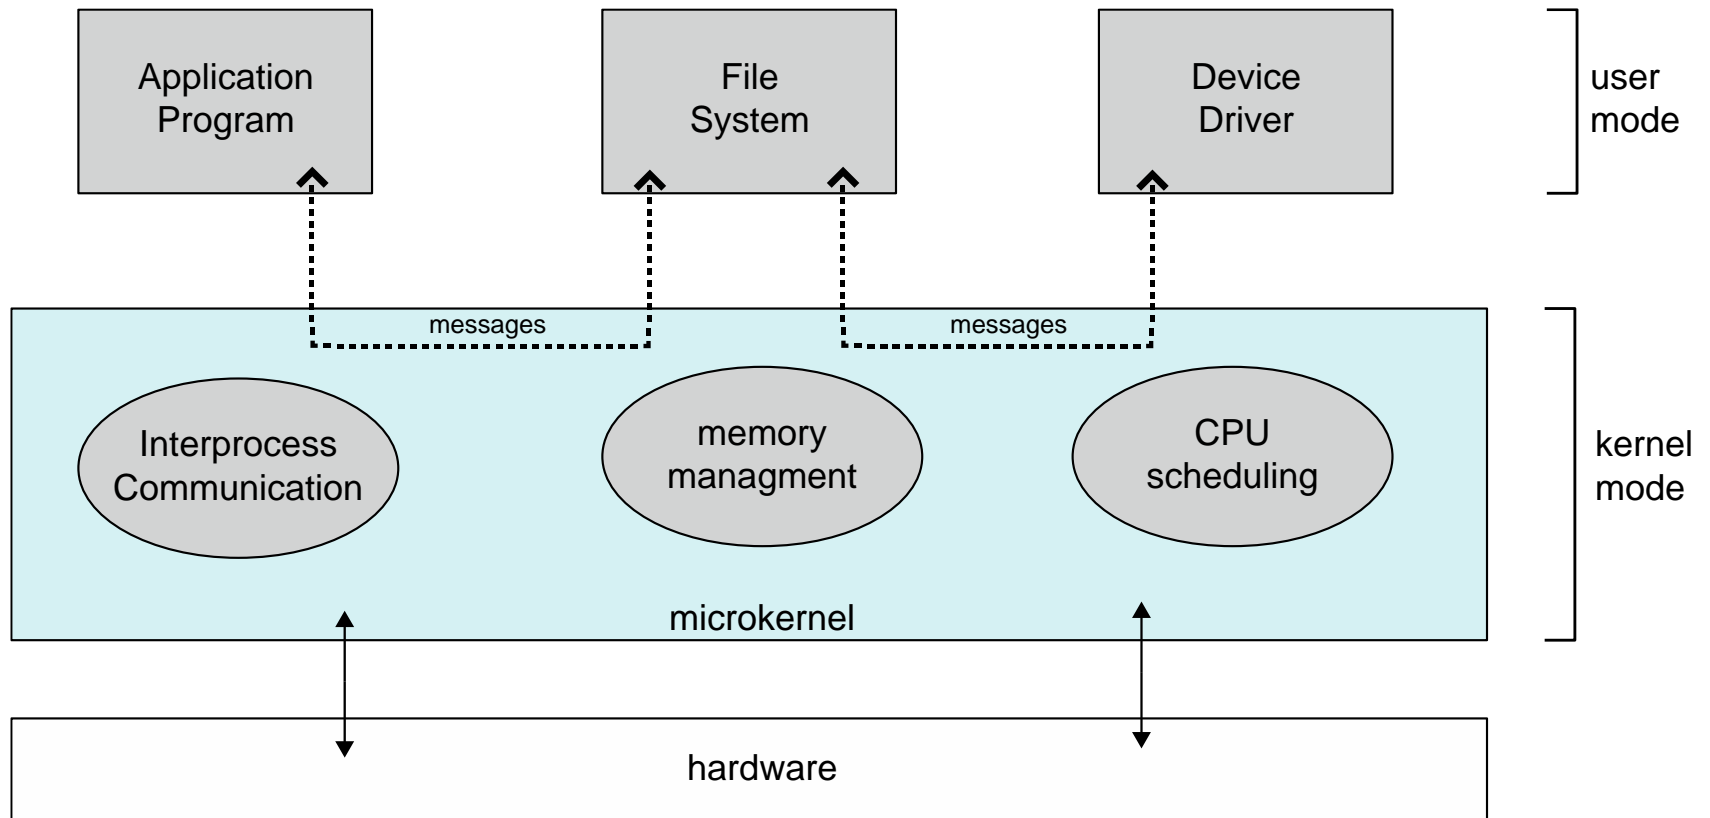 Application
Program
File
System
Device
Driver
user
mode
messages
messages
Interprocess
Communication
memory
managment
CPU
scheduling
kernel
mode
microkernel
hardware